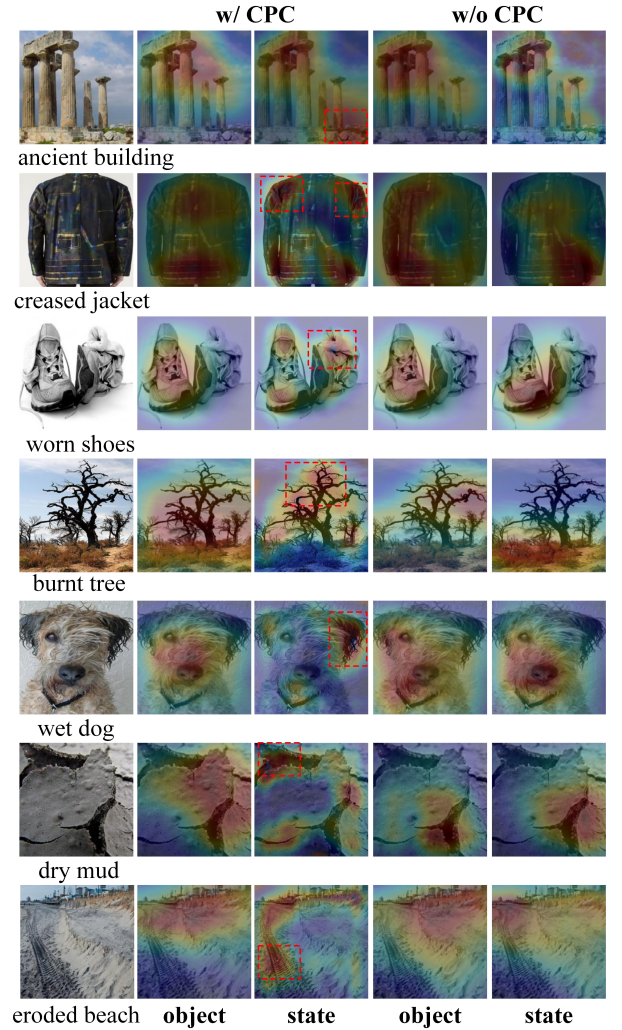 w/ CPC w/o CPC
ancient building
creased jacket
worn shoes
burnt tree
wet dog
dry mud
eroded beach object state object state